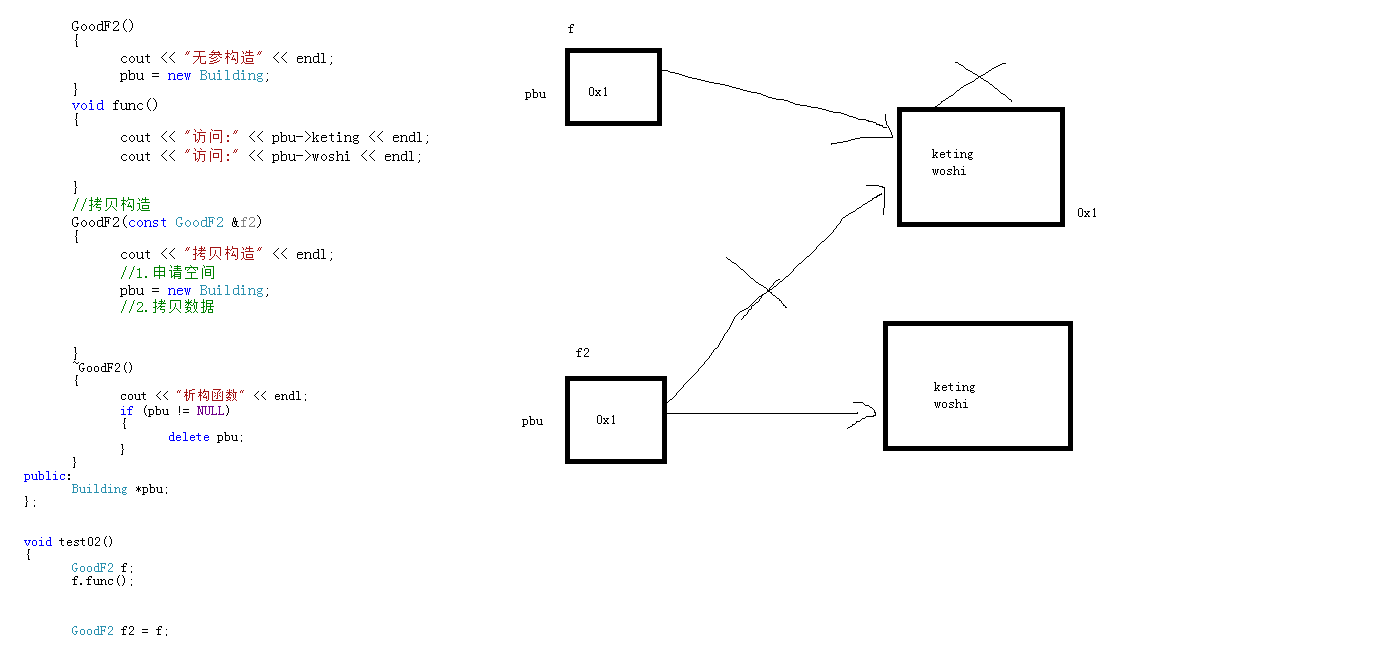 GoodF2()
{
cout << "无参构造" << endl;
pbu = new Building;
}
void func()
{
cout << "访问:" << pbu->keting << endl;
cout << "访问:" << pbu->woshi << endl;
}
//拷贝构造
GoodF2(const GoodF2 &f2)
{
cout << "拷贝构造" << endl;
//1.申请空间
pbu = new Building;
//2.拷贝数据
}
~GoodF2()
{
cout << "析构函数" << endl;
if (pbu != NULL)
{
delete pbu;
}
}
public:
Building *pbu;
};
void test02()
{
GoodF2 f;
f.func();
GoodF2 f2 = f;
f
pbu
0x1
keting
woshi
0x1
f2
pbu
0x1
keting
woshi